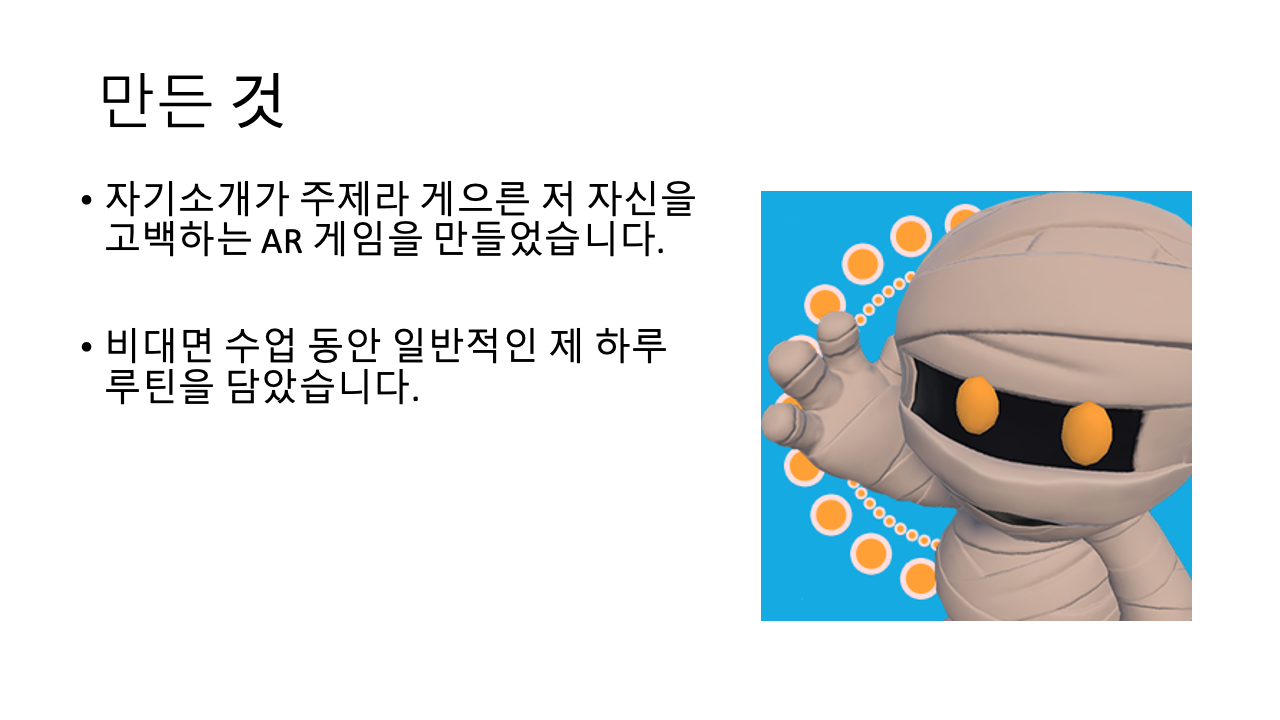 만든 것
• 자기소개가 주제라 게으른 저 자신을
고백하는 AR 게임을 만들었습니다.
• 비대면 수업 동안 일반적인 제 하루
루틴을 담았습니다.